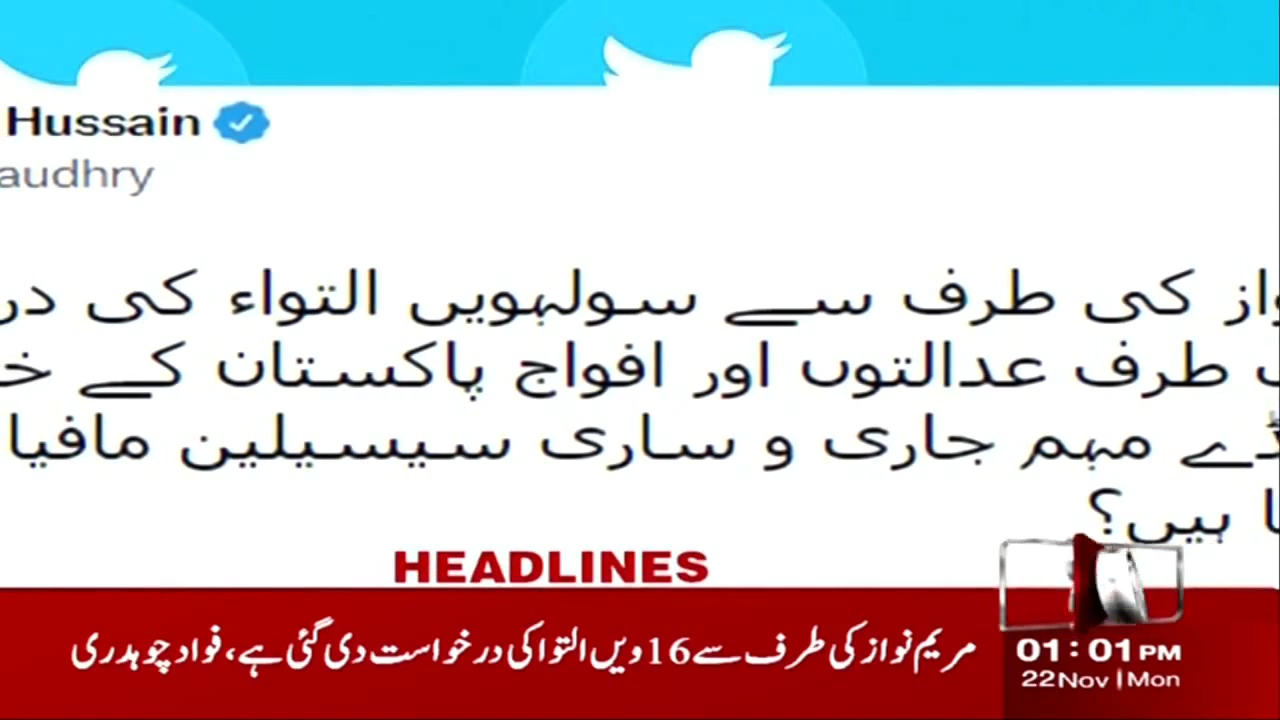 Hussain
audhry
کی طرف سے سولہویں التواء کی در
طرف عدالتوں اور افواج پاکستان کے خ
ڈے مہم جاری و ساری سیسیلین مافیا
ہیں؟
HEADLINES
مریم نواز کی طرف سے 16 ویں التوا کی درخواست دی گئی ہے، فواد چوہدری
01:01 PM
22Nov | Mon